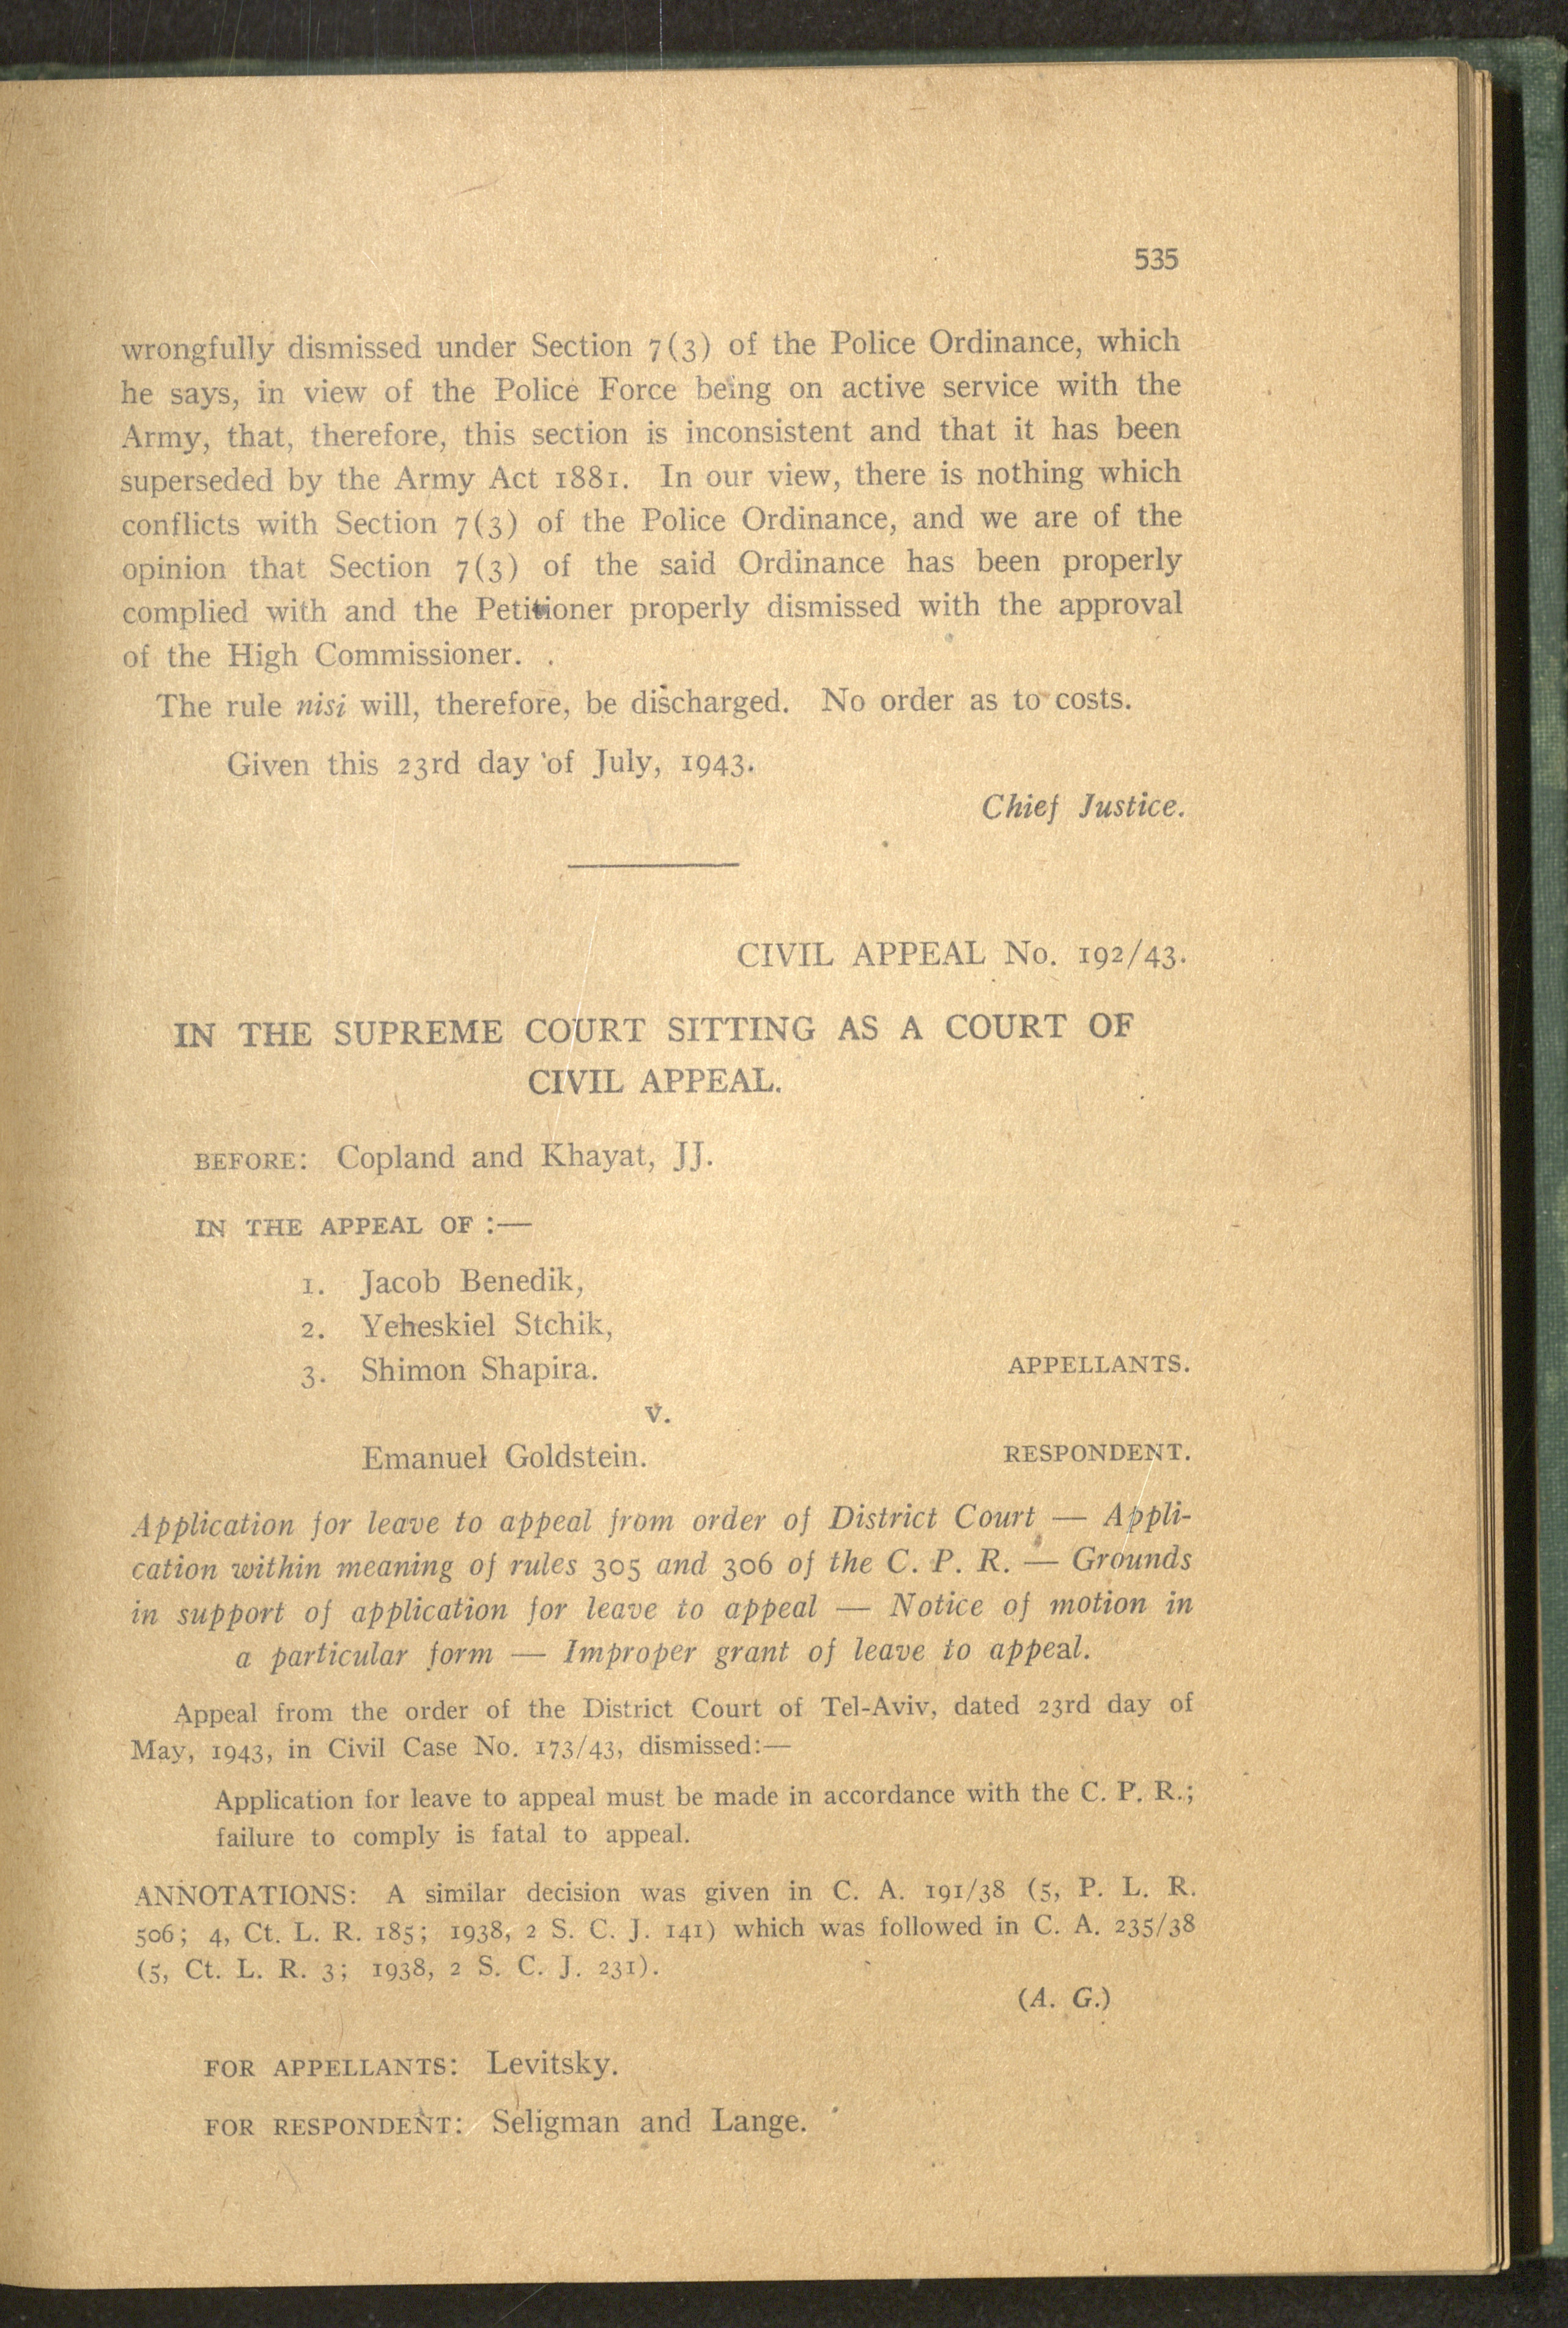 535
wrongfully dismissed under Section 7(3) of the Police Ordinance, which
he says, in view of the Police Force being on active service with the
Army, that, therefore, this section is inconsistent and that it has been
superseded by the Army Act 1881. In our view, there is nothing which
conflicts with Section 7(3) of the Police Ordinance, and we are of the
opinion that Section 7(3) of the said Ordinance has been properly
complied with and the Petitioner properly dismissed with the approval
of the High Commissioner.
The rule nisi will, therefore, be discharged. No order as to costs.
Given this 23rd day of July, 1943.
Chief Justice.
CIVIL APPEAL No. 192/43.
IN THE SUPREME COURT SITTING AS A COURT OF
CIVIL APPEAL.
BEFORE: Copland and Khayat, JJ.
IN THE APPEAL OF :—
1. Jacob Benedik,
2. Yeheskiel Stchik,
3. Shimon Shapira. APPELLANTS.
v.
Emanuel Goldstein. RESPONDENT.
Application for leave to appeal from order of District Court — Appli-
cation within meaning of rules 305 and 306 of the C. P. R. — Grounds
in support of application for leave to appeal — Notice of motion in
a particular form — Improper grant of leave to appeal.
Appeal from the order of the District Court of Tel-Aviv, dated 23rd day of
May, 1943, in Civil Case No. 173/43, dismissed:—
Application for leave to appeal must be made in accordance with the C. P. R.;
failure to comply is fatal to appeal.
ANNOTATIONS: A similar decision was given in C. A. 191/38 (5, P. L. R.
506; 4, Ct. L. R. 185; 1938, 2 S. C. J. 141) which was followed in C. A. 235/38
(5, Ct. L. R. 3; 1938, 2 S. C. J. 231).
(A. G.)
FOR APPELLANTS: Levitsky.
FOR RESPONDENT: Seligman and Lange.